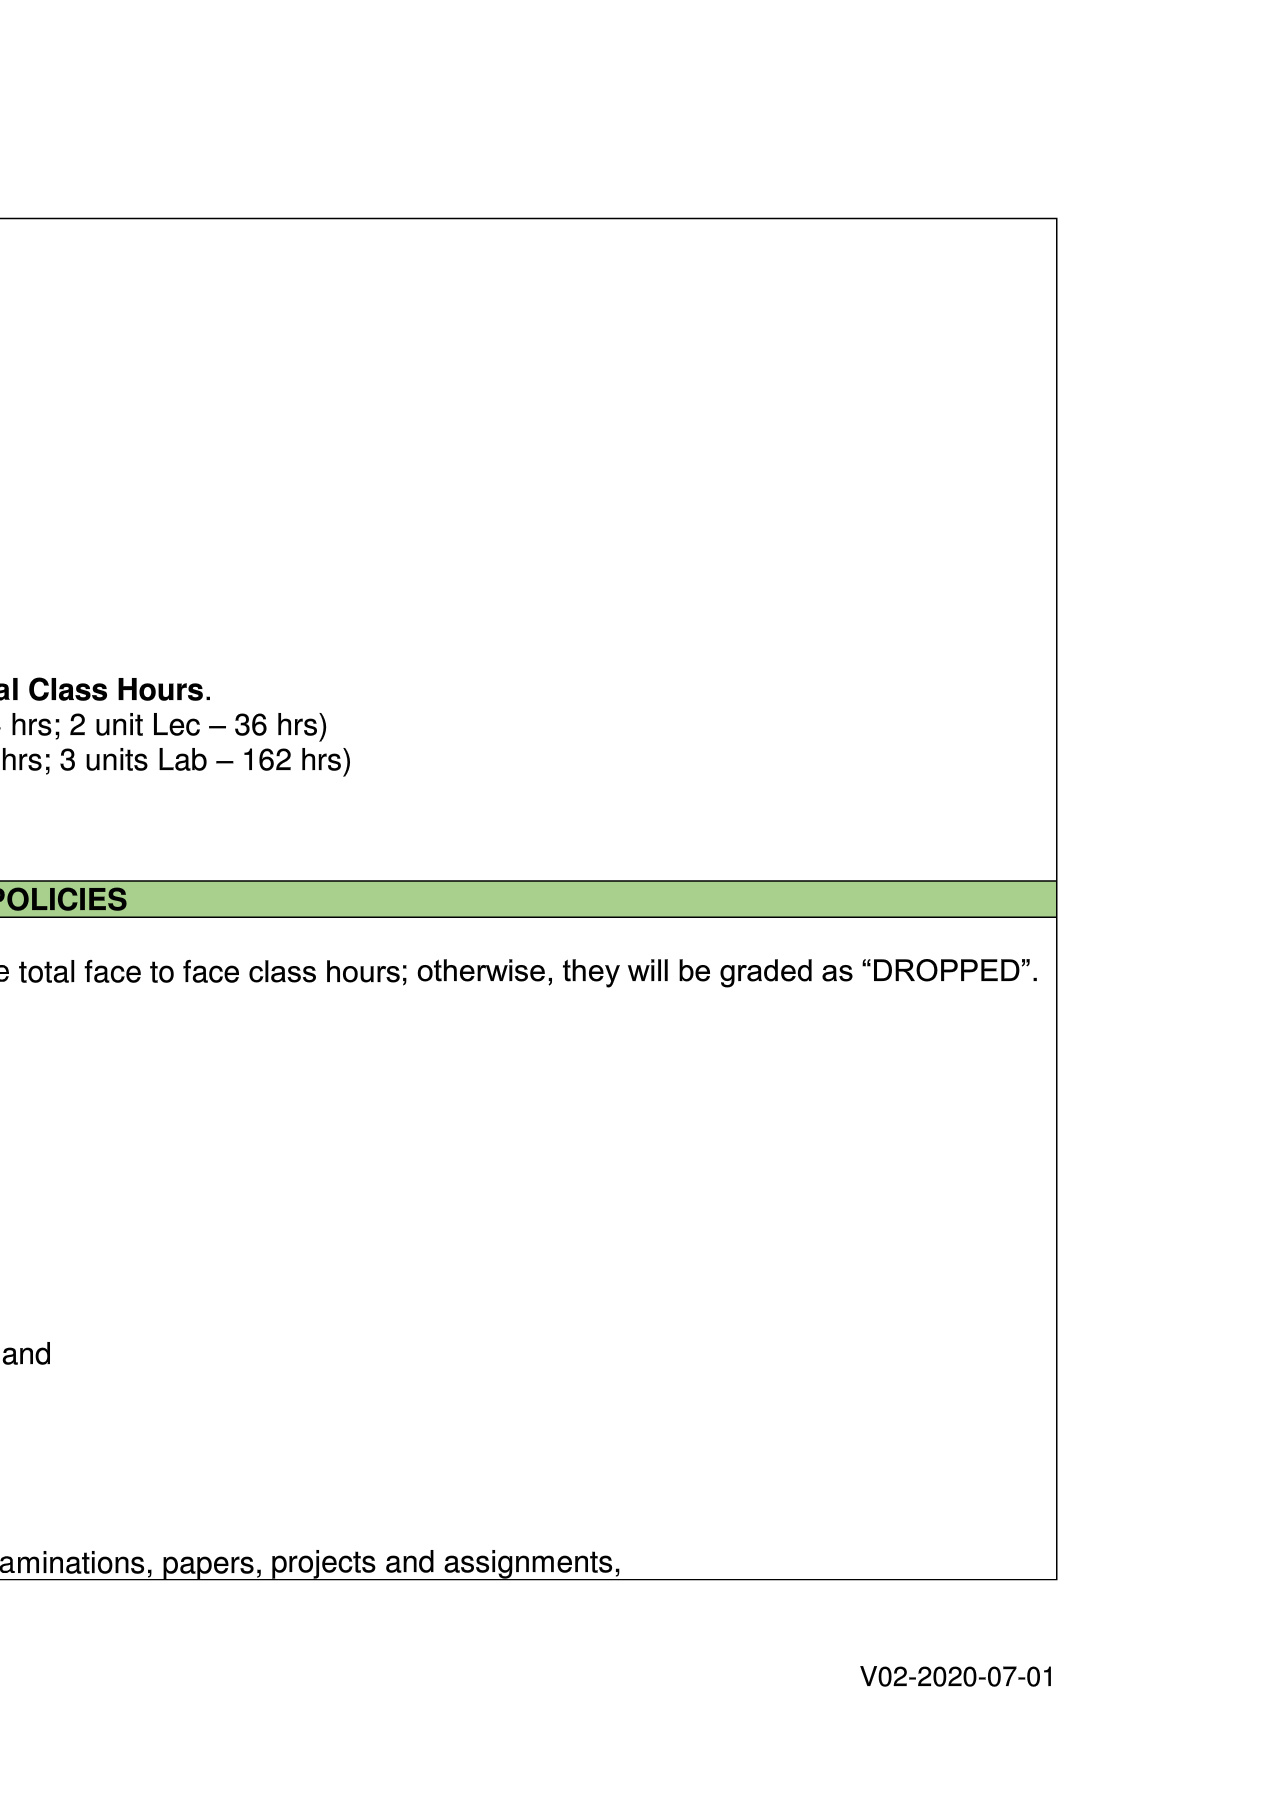 al Class Hours.
hrs; 2 unit Lec – 36 hrs)
hrs; 3 units Lab – 162 hrs)
POLICIES
e total face to face class hours; otherwise, they will be graded as “DROPPED”.
and
aminations, papers, projects and assignments,
V02-2020-07-01